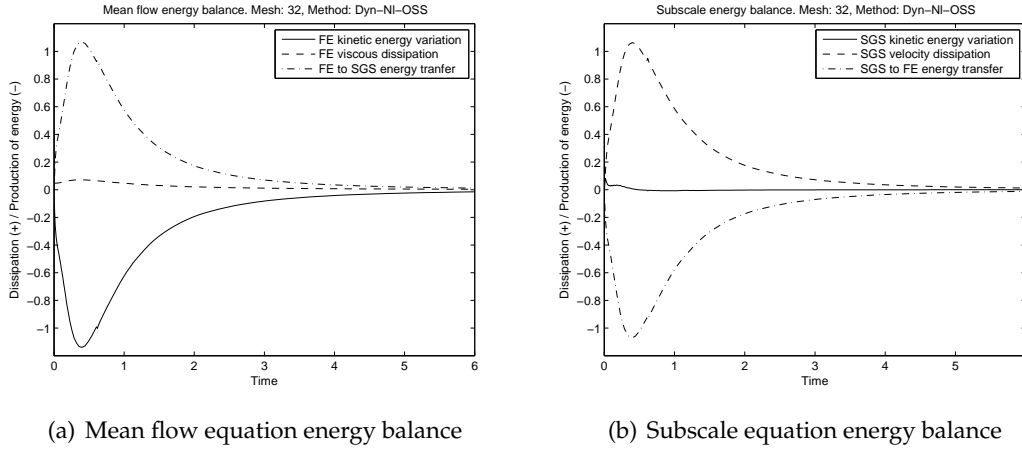 Mean flow energy balance. Mesh: 32, Method: Dyn−NI−OSS
FE kinetic energy variation
FE viscous dissipation
FE to SGS energy tranfer
Dissipation (+) / Production of energy (−)
1
0.8
0.6
0.4
0.2
0
−0.2
−0.4
−0.6
−0.8
−1
0 1 2 3 4 5 6
Time
(a) Mean flow equation energy balance
Subscale energy balance. Mesh: 32, Method: Dyn−NI−OSS
SGS kinetic energy variation
SGS velocity dissipation
SGS to FE energy tranfer
Dissipation (+) / Production of energy (−)
1
0.8
0.6
0.4
0.2
0
−0.2
−0.4
−0.6
−0.8
−1
0 1 2 3 4 5
Time
(b) Subscale equation energy balance